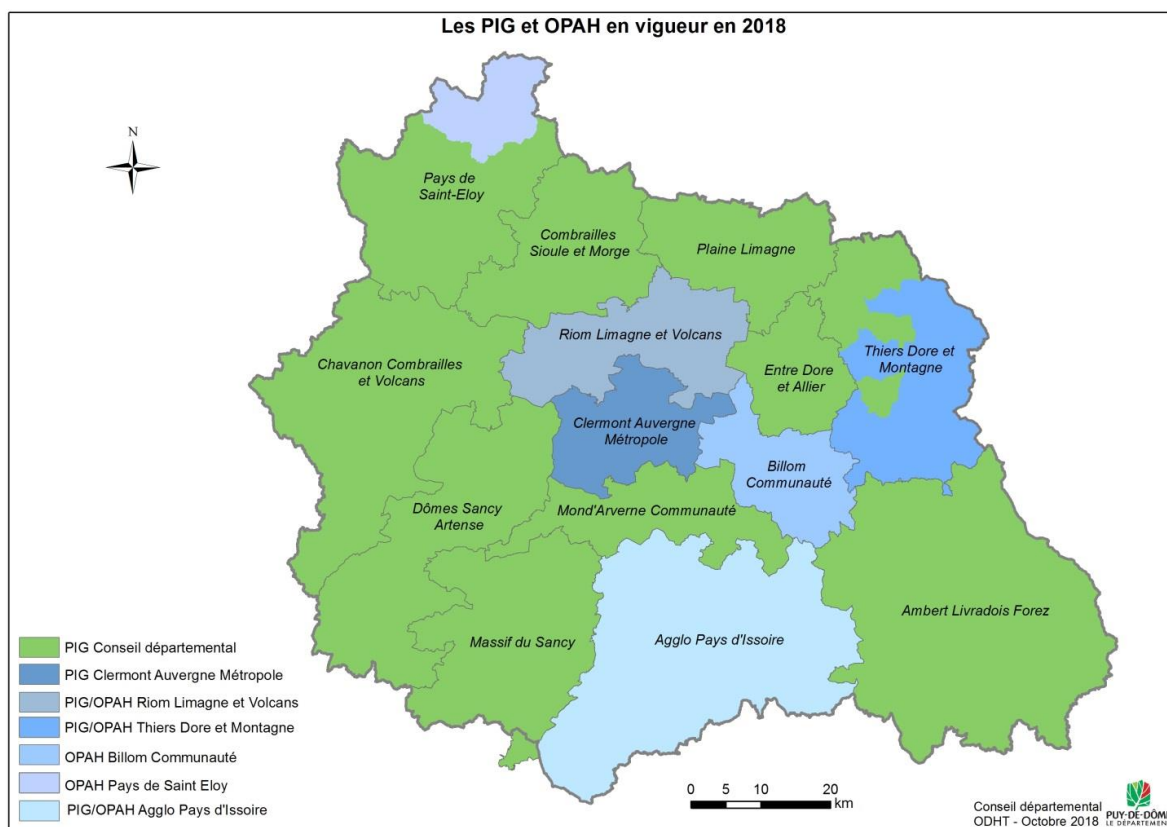 Les PIG et OPAH en vigueur en 2018
N
Pays de
Saint-Eloy
Combrailles
Sioule et Morge
Plaine Limagne
Riom Limagne et Volcans
Thiers Dore et
Montagne
Chavanon Combrailles
et Volcans
Entre Dore
et Allier
Clermont Auvergne
Métropole
Billom
Communauté
Dômes Sancy
Artense
Mond'Arverne Communauté
Ambert Livradois Forez
Massif du Sancy
Agglo Pays d'Issoire
PIG Conseil départemental
PIG Clermont Auvergne Métropole
PIG/OPAH Riom Limagne et Volcans
PIG/OPAH Thiers Dore et Montagne
OPAH Billom Communauté
OPAH Pays de Saint Eloy
PIG/OPAH Agglo Pays d'Issoire
0 5 10 20
km
Conseil départemental
ODHT - Octobre 2018
PUY-DE-DÔME
LE DÉPARTEMENT